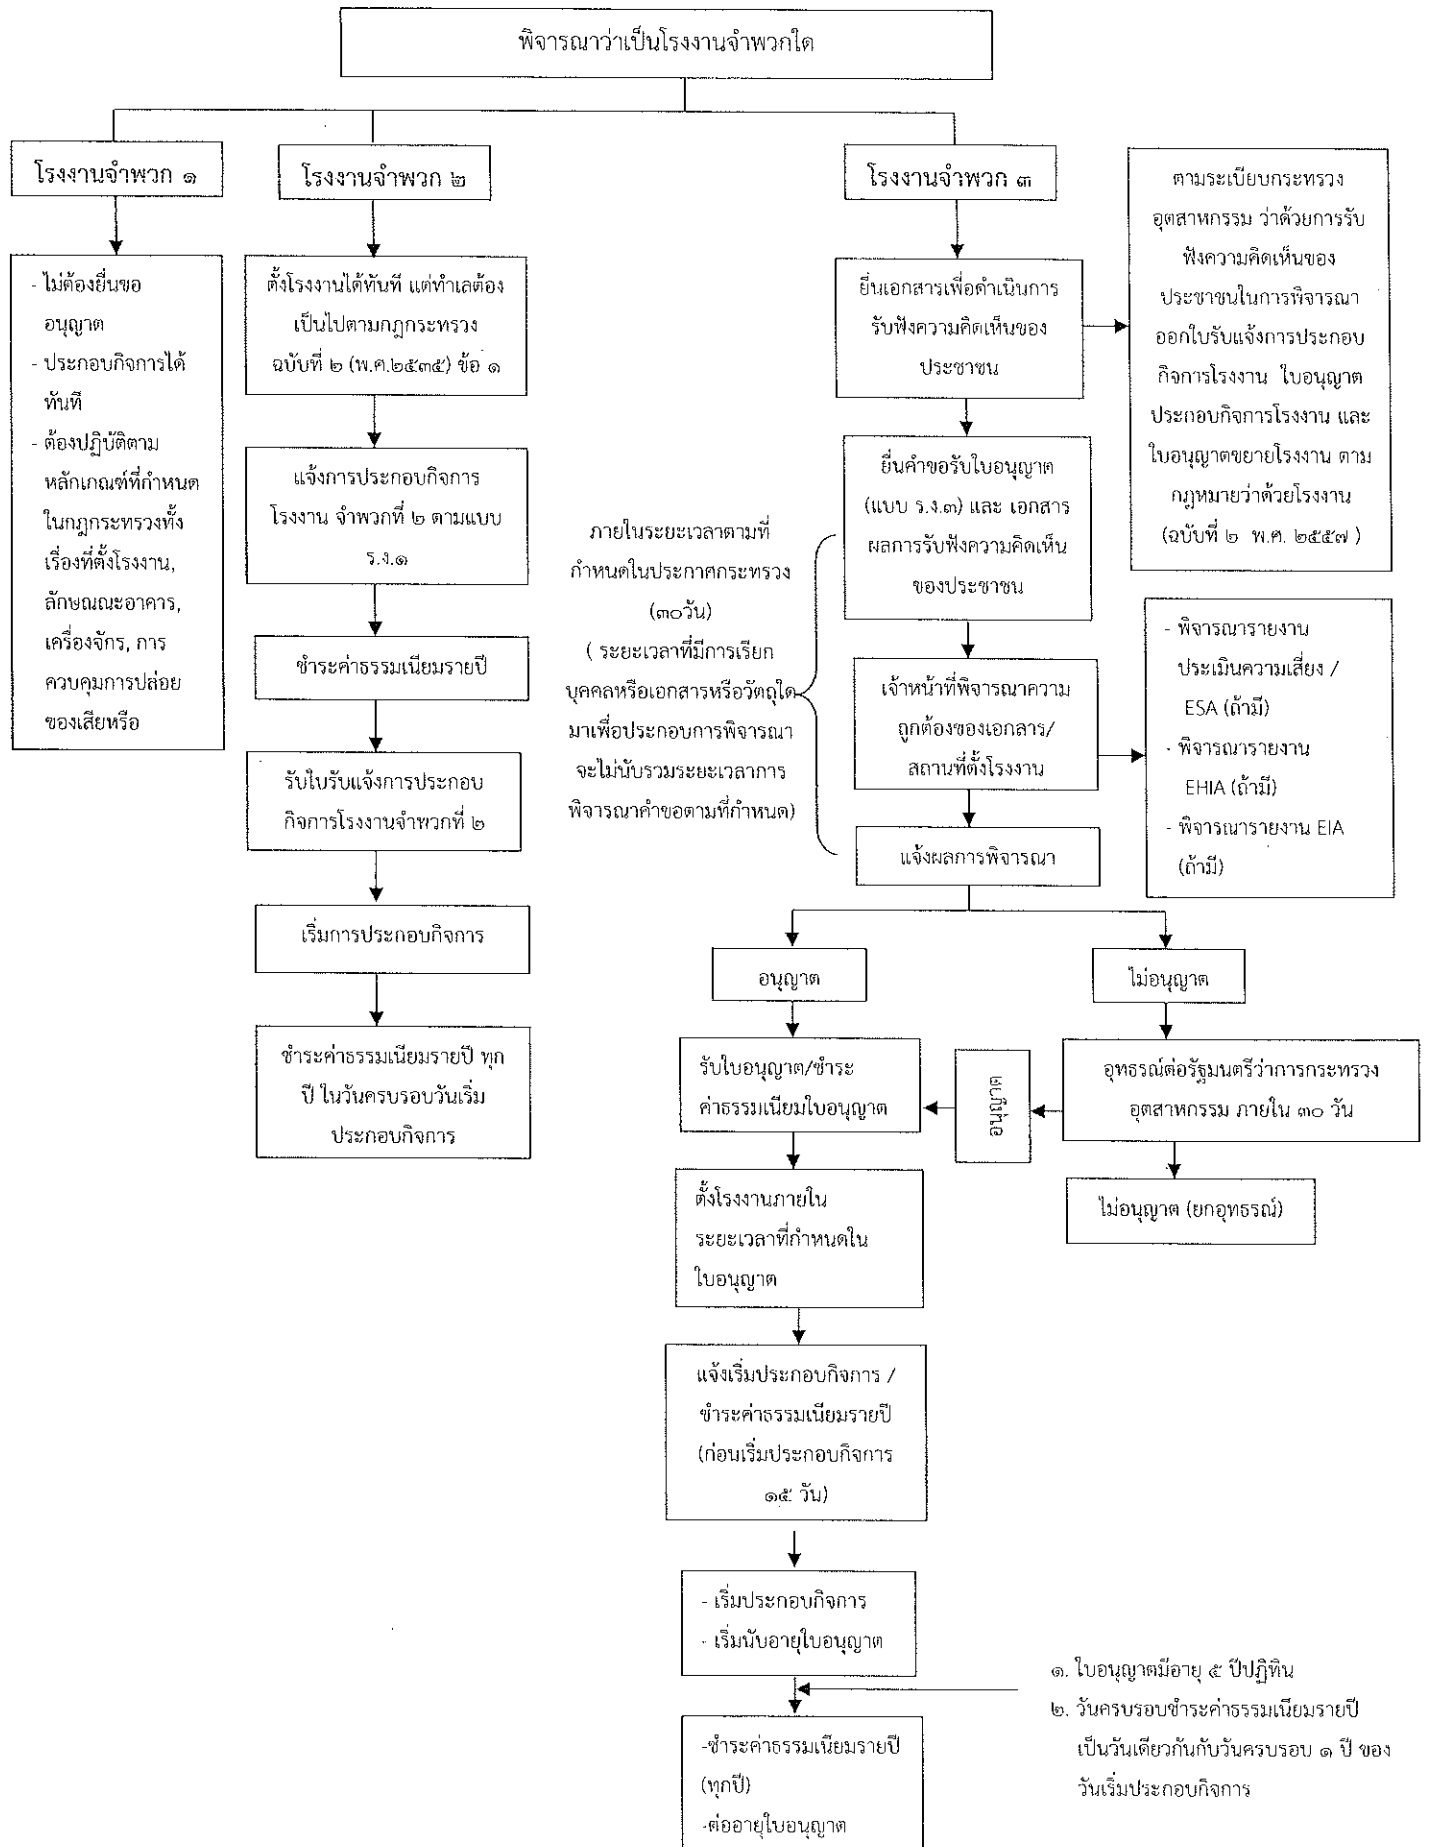 พิจารณาว่าเป็นโรงงานจำพวกใด
โรงงานจำพวก ๑
- ไม่ต้องยื่นขอ
อนุญาต
- ประกอบกิจการได้
ทันที
- ต้องปฏิบัติตาม
หลักเกณฑ์ที่กำหนด
ในกฎกระทรวงทั้ง
เรื่องที่ตั้งโรงงาน,
ลักษณณะอาคาร,
เครื่องจักร, การ
ควบคุมการปล่อย
ของเสียหรือ
โรงงานจำพวก ๒
ตั้งโรงงานได้ทันที แต่ทำเลต้อง
เป็นไปตามกฎกระทรวง
ฉบับที่ ๒ (พ.ศ.๒๕๓๕) ข้อ ๑
แจ้งการประกอบกิจการ
โรงงาน จำพวกที่ ๒ ตามแบบ
ร.ง.๑
ชำระค่าธรรมเนียมรายปี
รับใบรับแจ้งการประกอบ
กิจการโรงงานจำพวกที่ ๒
เริ่มการประกอบกิจการ
ชำระค่าธรรมเนียมรายปี ทุก
ปี ในวันครบรอบวันเริ่ม
ประกอบกิจการ
โรงงานจำพวก ๓
ยื่นเอกสารเพื่อดำเนินการ
รับฟังความคิดเห็นของ
ประชาชน
ตามระเบียบกระทรวง
อุตสาหกรรม ว่าด้วยการรับ
ฟังความคิดเห็นของ
ประชาชนในการพิจารณา
ออกใบรับแจ้งการประกอบ
กิจการโรงงาน ใบอนุญาต
ประกอบกิจการโรงงาน และ
ใบอนุญาตขยายโรงงาน ตาม
กฎหมายว่าด้วยโรงงาน
(ฉบับที่ ๒ พ.ศ. ๒๕๕๗ )
ยื่นคำขอรับใบอนุญาต
(แบบ ร.ง.๓) และ เอกสาร
ผลการรับฟังความคิดเห็น
ของประชาชน
ภายในระยะเวลาตามที่
กำหนดในประกาศกระทรวง
(๓๐วัน)
( ระยะเวลาที่มีการเรียก
บุคคลหรือเอกสารหรือวัตถุใด
มาเพื่อประกอบการพิจารณา
จะไม่นับรวมระยะเวลาการ
พิจารณาคำขอตามที่กำหนด)
เจ้าหน้าที่พิจารณาความ
ถูกต้องของเอกสาร/
สถานที่ตั้งโรงงาน
- พิจารณารายงาน
ประเมินความเสี่ยง /
ESA (ถ้ามี)
- พิจารณารายงาน
EHIA (ถ้ามี)
- พิจารณารายงาน EIA
(ถ้ามี)
แจ้งผลการพิจารณา
อนุญาต
ไม่อนุญาต
รับใบอนุญาต/ชำระ
ค่าธรรมเนียมใบอนุญาต
อนุญาต
อุทธรณ์ต่อรัฐมนตรีว่าการกระทรวง
อุตสาหกรรม ภายใน ๓๐ วัน
ไม่อนุญาต (ยกอุทธรณ์)
ตั้งโรงงานภายใน
ระยะเวลาที่กำหนดใน
ใบอนุญาต
แจ้งเริ่มประกอบกิจการ /
ชำระค่าธรรมเนียมรายปี
(ก่อนเริ่มประกอบกิจการ
๑๕ วัน)
- เริ่มประกอบกิจการ
- เริ่มนับอายุใบอนุญาต
๑. ใบอนุญาตมีอายุ ๕ ปีปฏิทิน
๒. วันครบรอบชำระค่าธรรมเนียมรายปี
เป็นวันเดียวกันกับวันครบรอบ ๑ ปี ของ
วันเริ่มประกอบกิจการ
-ชำระค่าธรรมเนียมรายปี
(ทุกปี)
-ต่ออายุใบอนุญาต